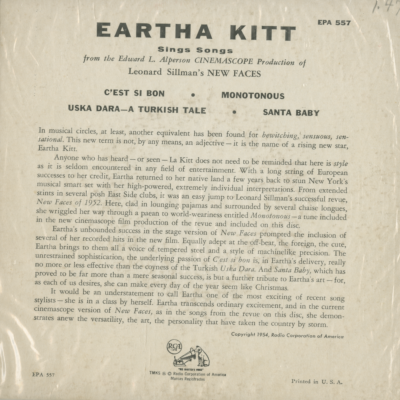 1.49
EPA 557
EARTHA KITT
Sings Songs
from the Edward L. Alperson CINEMASCOPE Production of
Leonard Sillman's NEW FACES
C'EST SI BON • MONOTONOUS
USKA DARA—A TURKISH TALE • SANTA BABY
In musical circles, at least, another equivalent has been found for bewitching, sensuous, sen-
sational. This new term is not, by any means, an adjective—it is the name of a rising new star,
Eartha Kitt.
Anyone who has heard—or seen—La Kitt does not need to be reminded that here is style
as it is seldom encountered in any field of entertainment. With a long string of European
successes to her credit, Eartha returned to her native land a few years back to stun New York's
musical smart set with her high-powered, extremely individual interpretations. From extended
stints in several plush East Side clubs, it was an easy jump to Leonard Sillman's successful revue,
New Faces of 1952. Here, clad in lounging pajamas and surrounded by several chaise longues,
she wriggled her way through a paean to world-weariness entitled Monotonous—a tune included
in the new cinemascope film production of the revue and included on this disc.
Eartha's unbounded success in the stage version of New Faces prompted the inclusion of
several of her recorded hits in the new film. Equally adept at the off-beat, the foreign, the cute,
Eartha brings to them all a voice of tempered steel and a style of machinelike precision. The
unrestrained sophistication, the underlying passion of C'est si bon is, in Eartha's delivery, really
no more or less effective than the coyness of the Turkish Uska Dara. And Santa Baby, which has
proved to be far more than a mere seasonal success, is but a further tribute to Eartha's art—for,
as each of us desires, she can make every day of the year seem like Christmas.
It would be an understatement to call Eartha one of the most exciting of recent song
stylists—she is in a class by herself. Eartha transcends ordinary excitement, and in the current
cinemascope version of New Faces, as in the songs from the revue on this disc, she demon-
strates anew the versatility, the art, the personality that have taken the country by storm.
Copyright 1954, Radio Corporation of America
RCA
"HIS MASTER'S VOICE"
TMKS ® © Radio Corporation of America
Marcas Registradas
EPA 557
Printed in U. S. A.